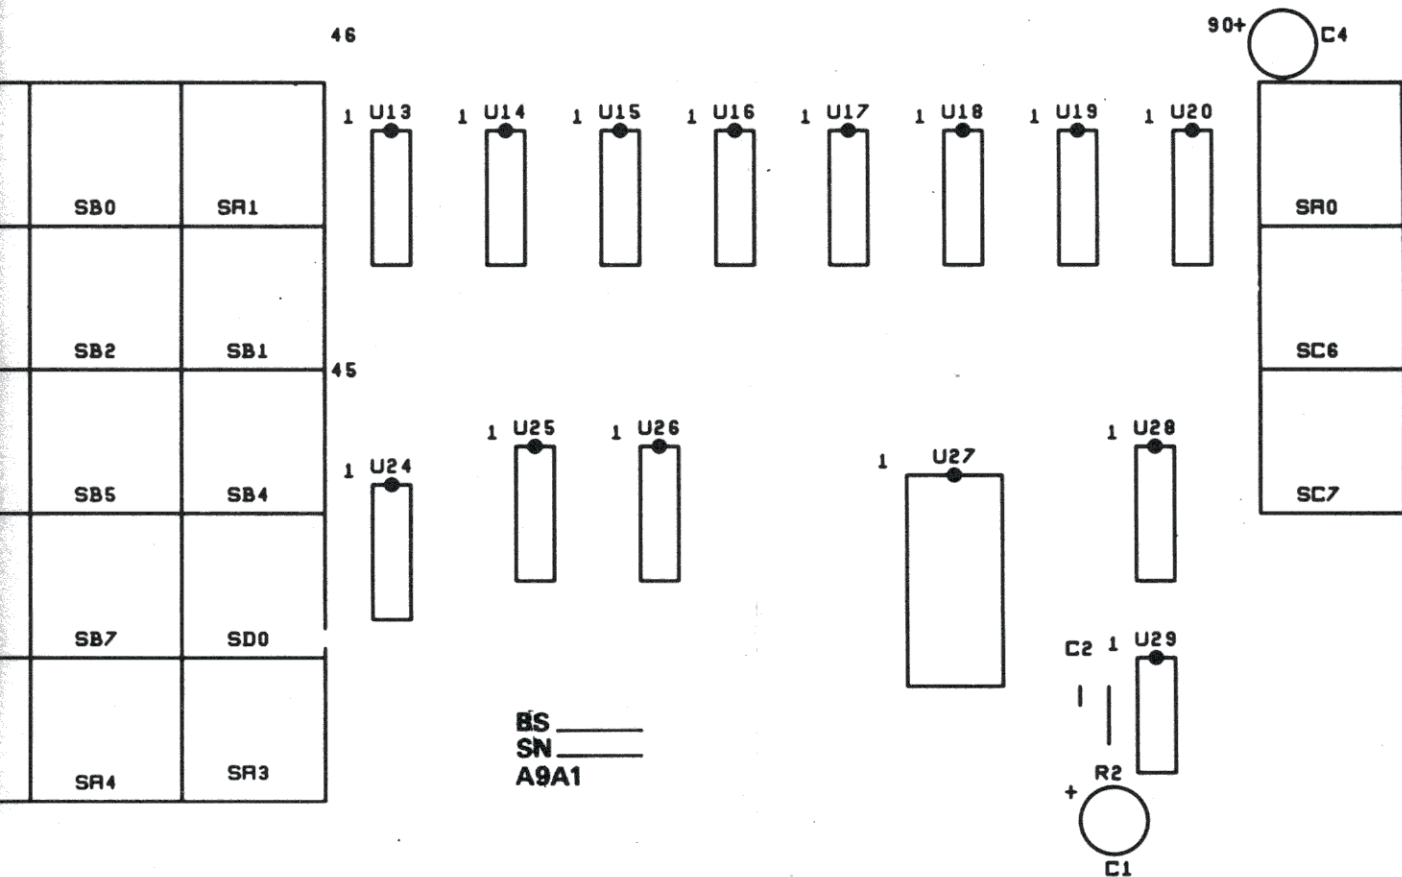 46
90+ C4
1 U13 1 U14 1 U15 1 U16 1 U17 1 U18 1 U19 1 U20
SB0 SA1 SA0
SB2 SB1 SC6
45
1 U25 1 U26 1 U28
1 U24 1 U27
SB5 SB4 SC7
SB7 SD0 C2 1 U29
BS
SN
SA4 SA3 A9A1 R2
+
C1